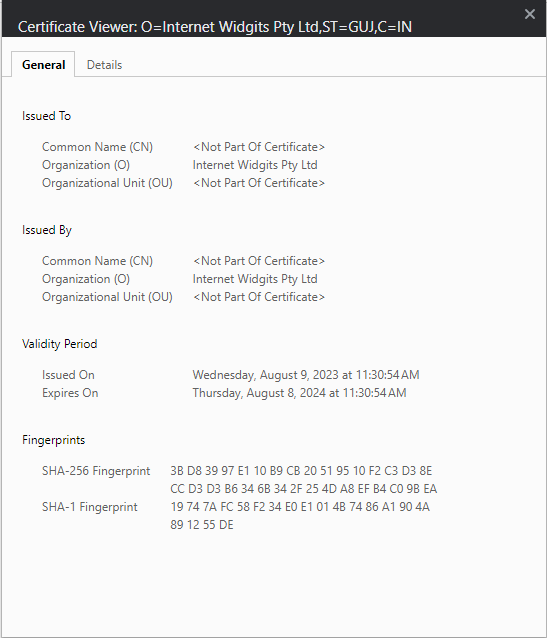 Certificate Viewer: O=Internet Widgits Pty Ltd,ST=GUJ,C=IN
General Details
Issued To
Common Name (CN) <Not Part Of Certificate>
Organization (O) Internet Widgits Pty Ltd
Organizational Unit (OU) <Not Part Of Certificate>
Issued By
Common Name (CN) <Not Part Of Certificate>
Organization (O) Internet Widgits Pty Ltd
Organizational Unit (OU) <Not Part Of Certificate>
Validity Period
Issued On Wednesday, August 9, 2023 at 11:30:54 AM
Expires On Thursday, August 8, 2024 at 11:30:54 AM
Fingerprints
SHA-256 Fingerprint 3B D8 39 97 E1 10 B9 CB 20 51 95 10 F2 C3 D3 8E
CC D3 D3 B6 34 6B 34 2F 25 4D A8 EF B4 C0 9B EA
SHA-1 Fingerprint 19 74 7A FC 58 F2 34 E0 E1 01 4B 74 86 A1 90 4A
89 12 55 DE